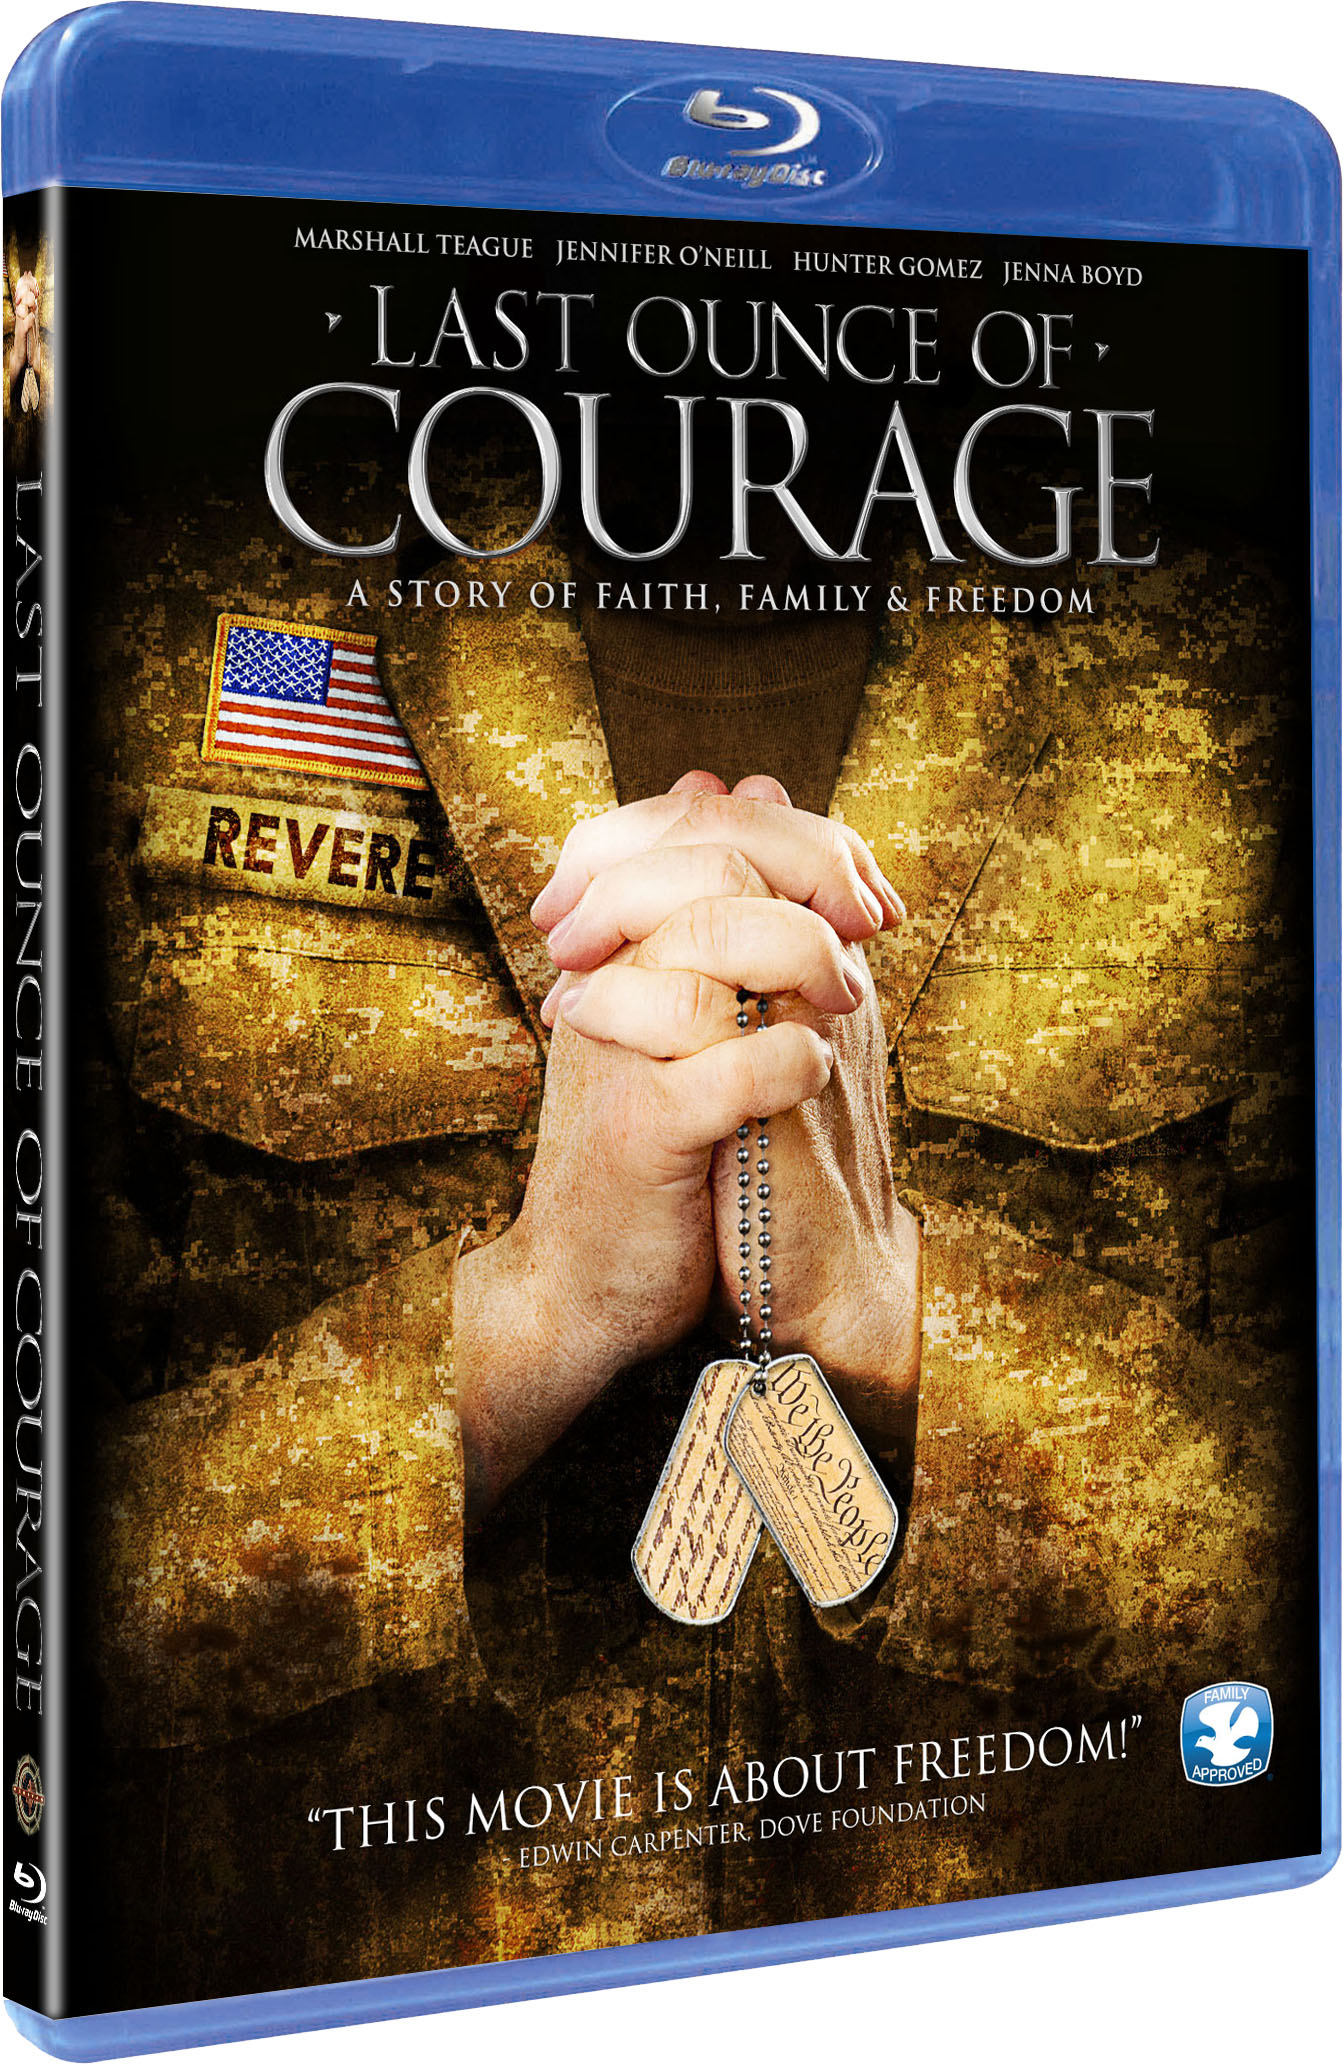 Blu-ray Disc
MARSHALL TEAGUE JENNIFER O'NEILL HUNTER GOMEZ JENNA BOYD
LAST OUNCE OF
COURAGE
A STORY OF FAITH, FAMILY & FREEDOM
REVERE
We the People
"THIS MOVIE IS ABOUT FREEDOM!"
- EDWIN CARPENTER, DOVE FOUNDATION
FAMILY
APPROVED
LAST OUNCE OF COURAGE
Blu-ray Disc